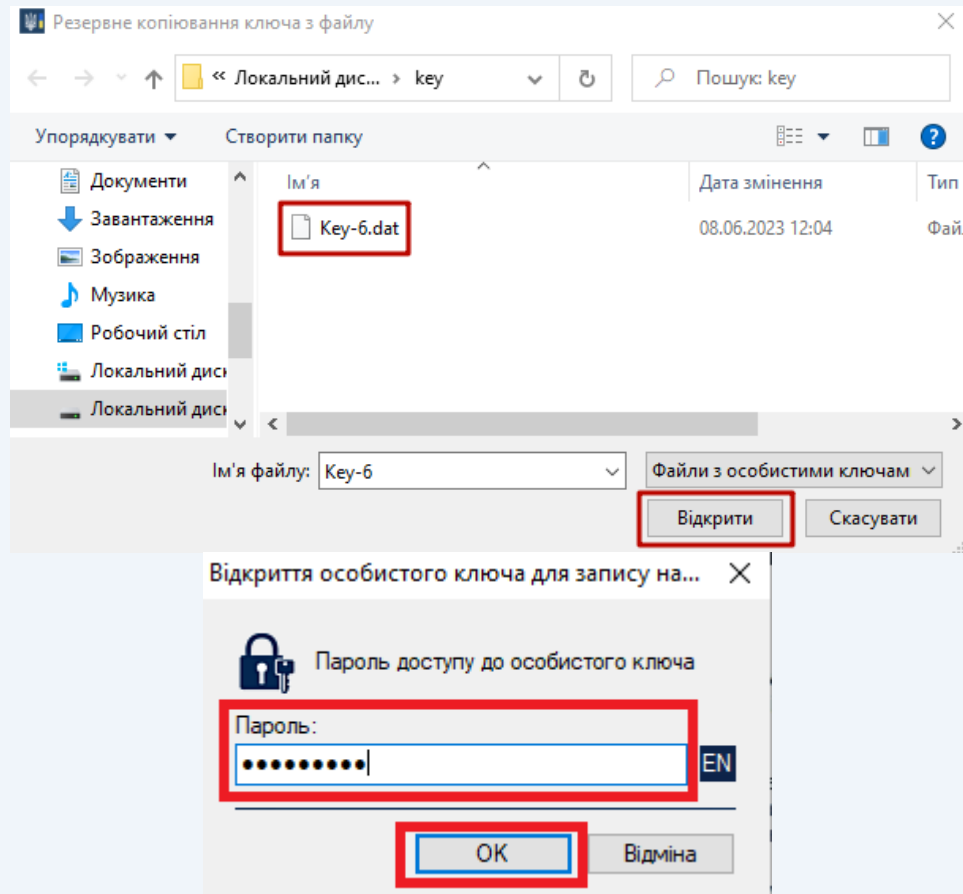 Резервне копіювання ключа з файлу
« Локальний дис... › key
Пошук: key
Упорядкувати
Створити папку
Документи
Завантаження
Зображення
Музика
Робочий стіл
Локальний
Локальний
Ім'я
Дата змінення
Тип
Key-6.dat
08.06.2023 12:04
Ім'я файлу:
Key-6
Файли з особистими ключам
Відкрити
Скасувати
Відкриття особистого ключа для запису на...
Пароль доступу до особистого ключа
Пароль:
•••••••••
EN
OK
Відміна